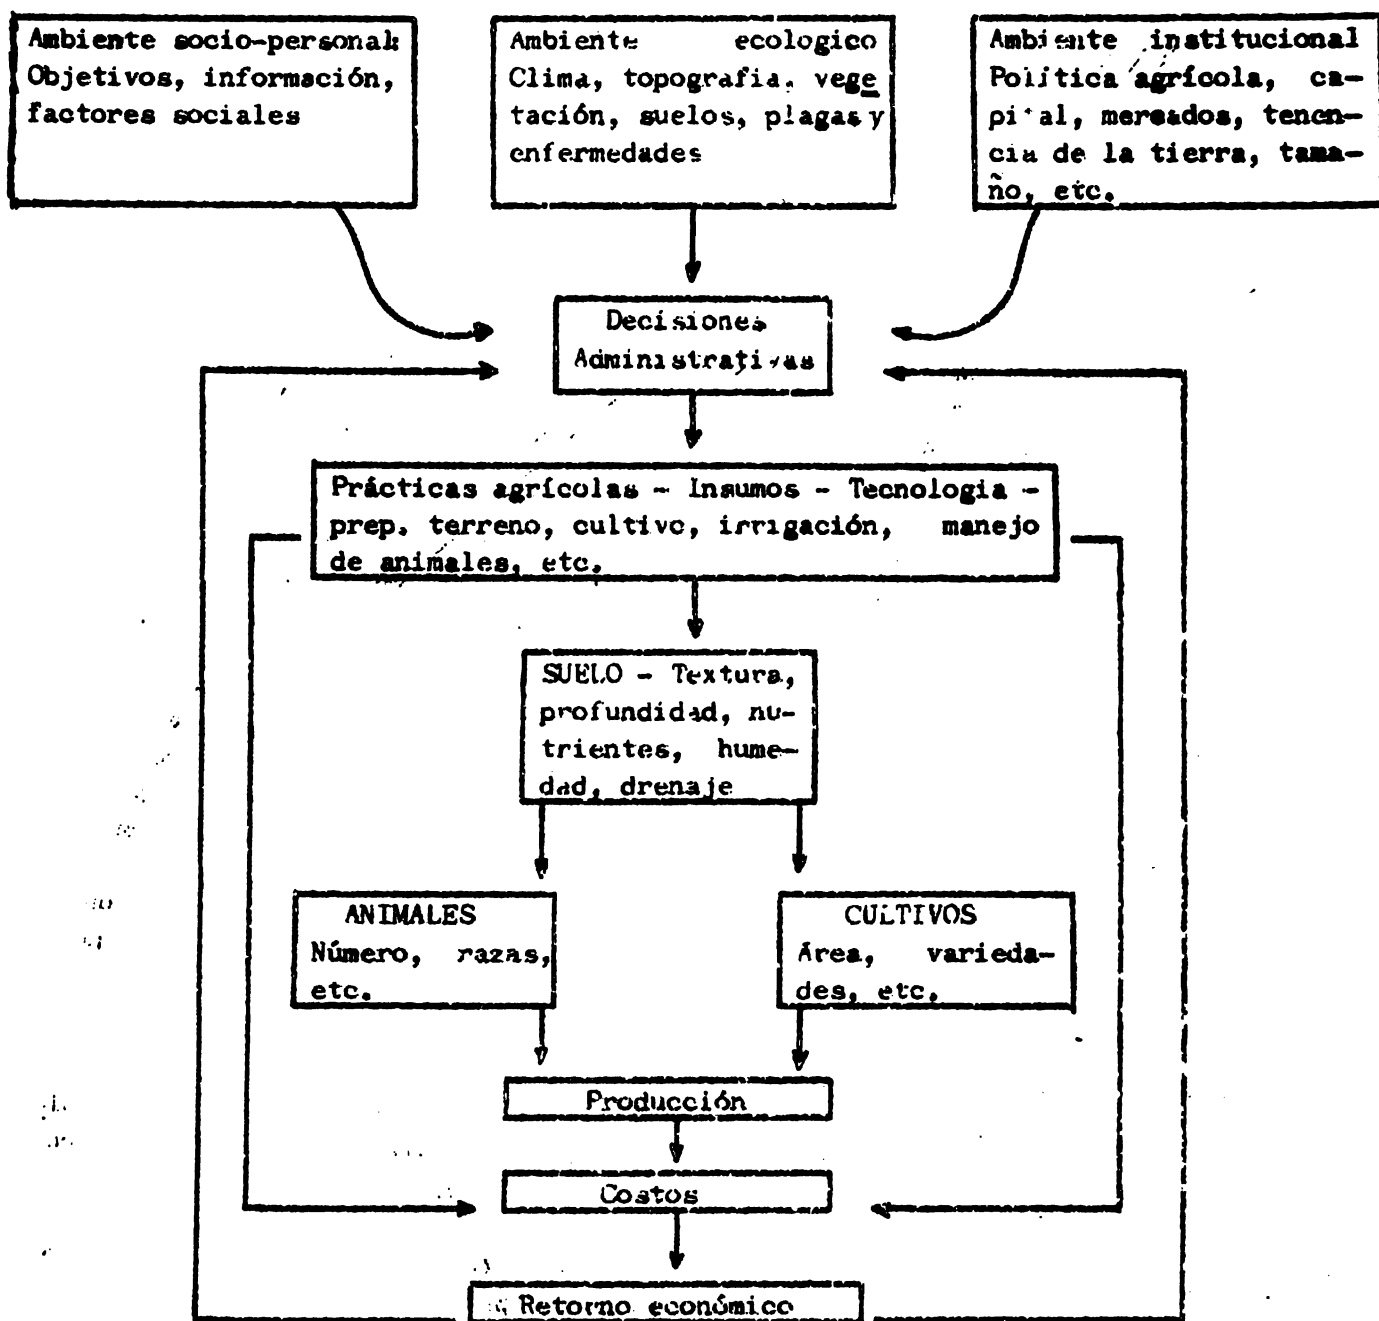 Ambiente socio-personal:
Objetivos, información,
factores sociales
Ambiente ecologico
Clima, topografia, vege
tación, suelos, plagas y
enfermedades
Ambiente institucional
Política agrícola, ca-
pital, mercados, tenen-
cia de la tierra, tama-
ño, etc.
Decisiones
Administrativas
Prácticas agrícolas - Insumos - Tecnologia -
prep. terreno, cultivo, irrigación, manejo
de animales, etc.
SUELO - Textura,
profundidad, nu-
trientes, hume-
dad, drenaje
ANIMALES
Número, razas,
etc.
CULTIVOS
Area, varieda-
des, etc.
Producción
Costos
Retorno económico